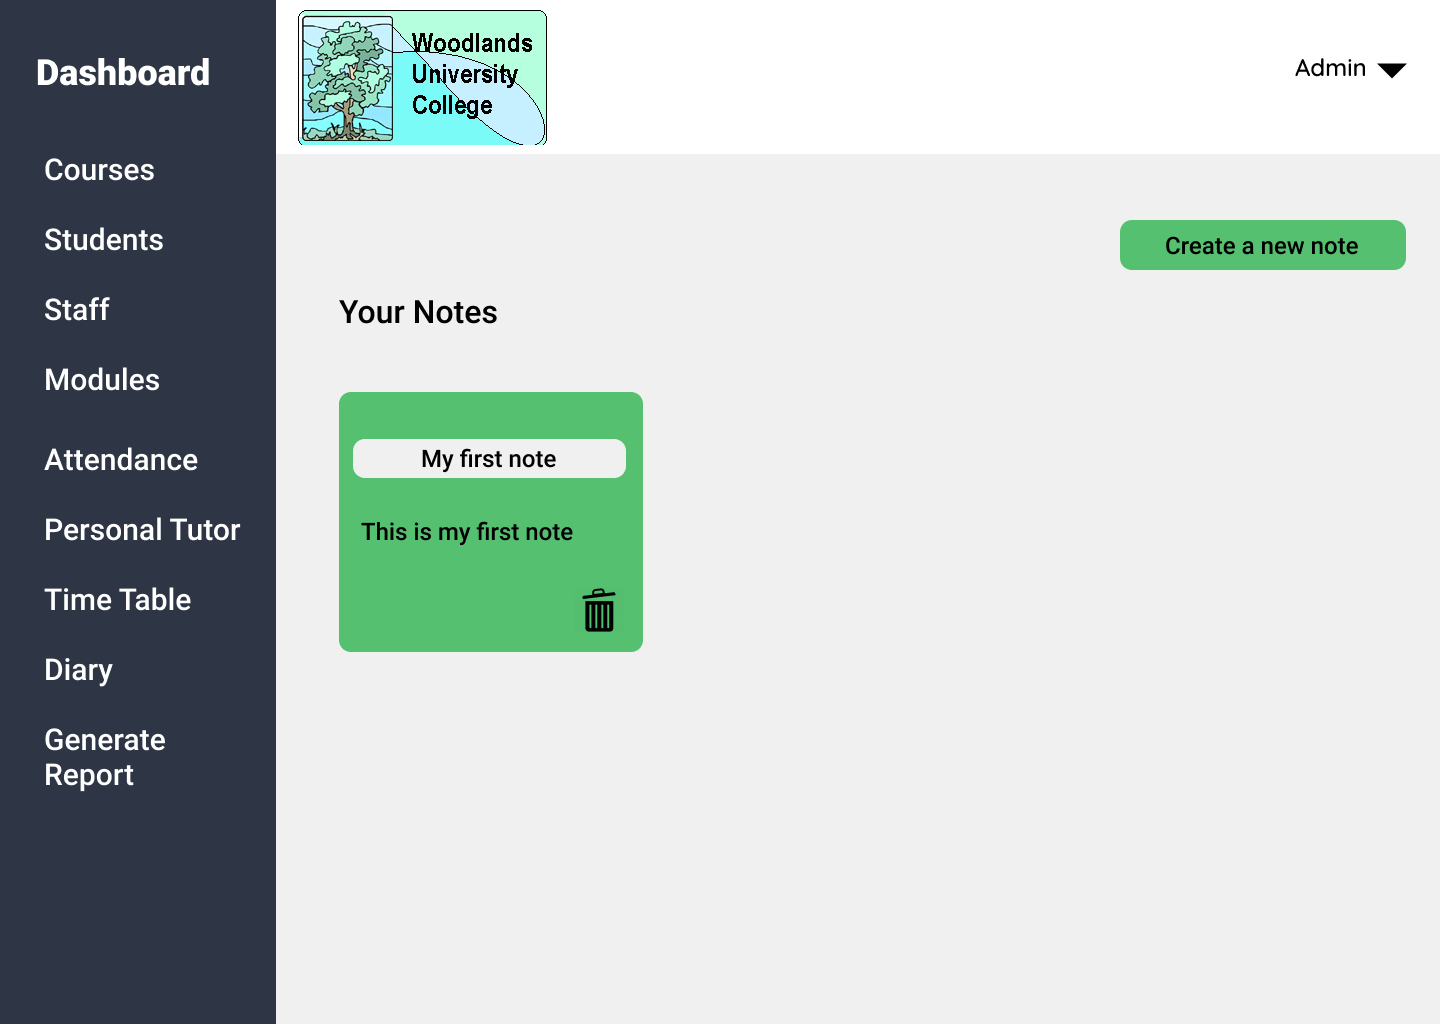 Dashboard
Courses
Students
Staff
Modules
Attendance
Personal Tutor
Time Table
Diary
Generate
Report
Woodlands
University
College
Admin
Create a new note
Your Notes
My first note
This is my first note